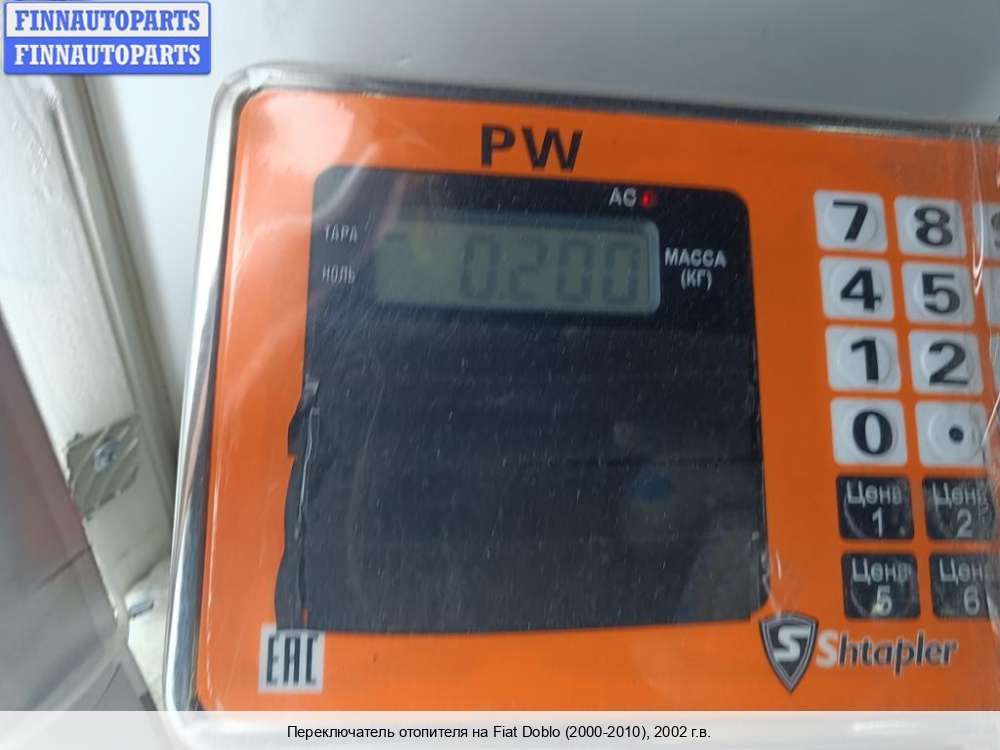 FINNAUTOPARTS
FINNAUTOPARTS
PW
AC
ТАРА
НОЛЬ
0.200
МАССА
(КГ)
7 8
4 5
1 2
0 .
Цена 1
Цена 2
Цена 5
Цена 6
EAC
S Shtapler
Переключатель отопителя на Fiat Doblo (2000-2010), 2002 г.в.